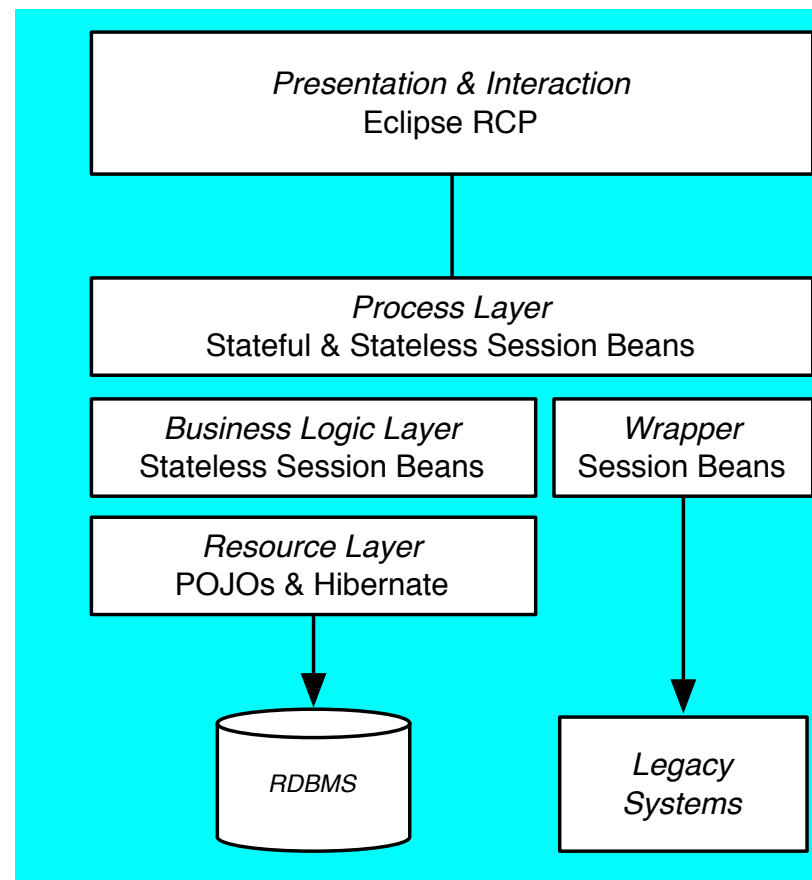 Presentation & Interaction
Eclipse RCP
Process Layer
Stateful & Stateless Session Beans
Business Logic Layer
Stateless Session Beans
Wrapper
Session Beans
Resource Layer
POJOs & Hibernate
RDBMS
Legacy
Systems